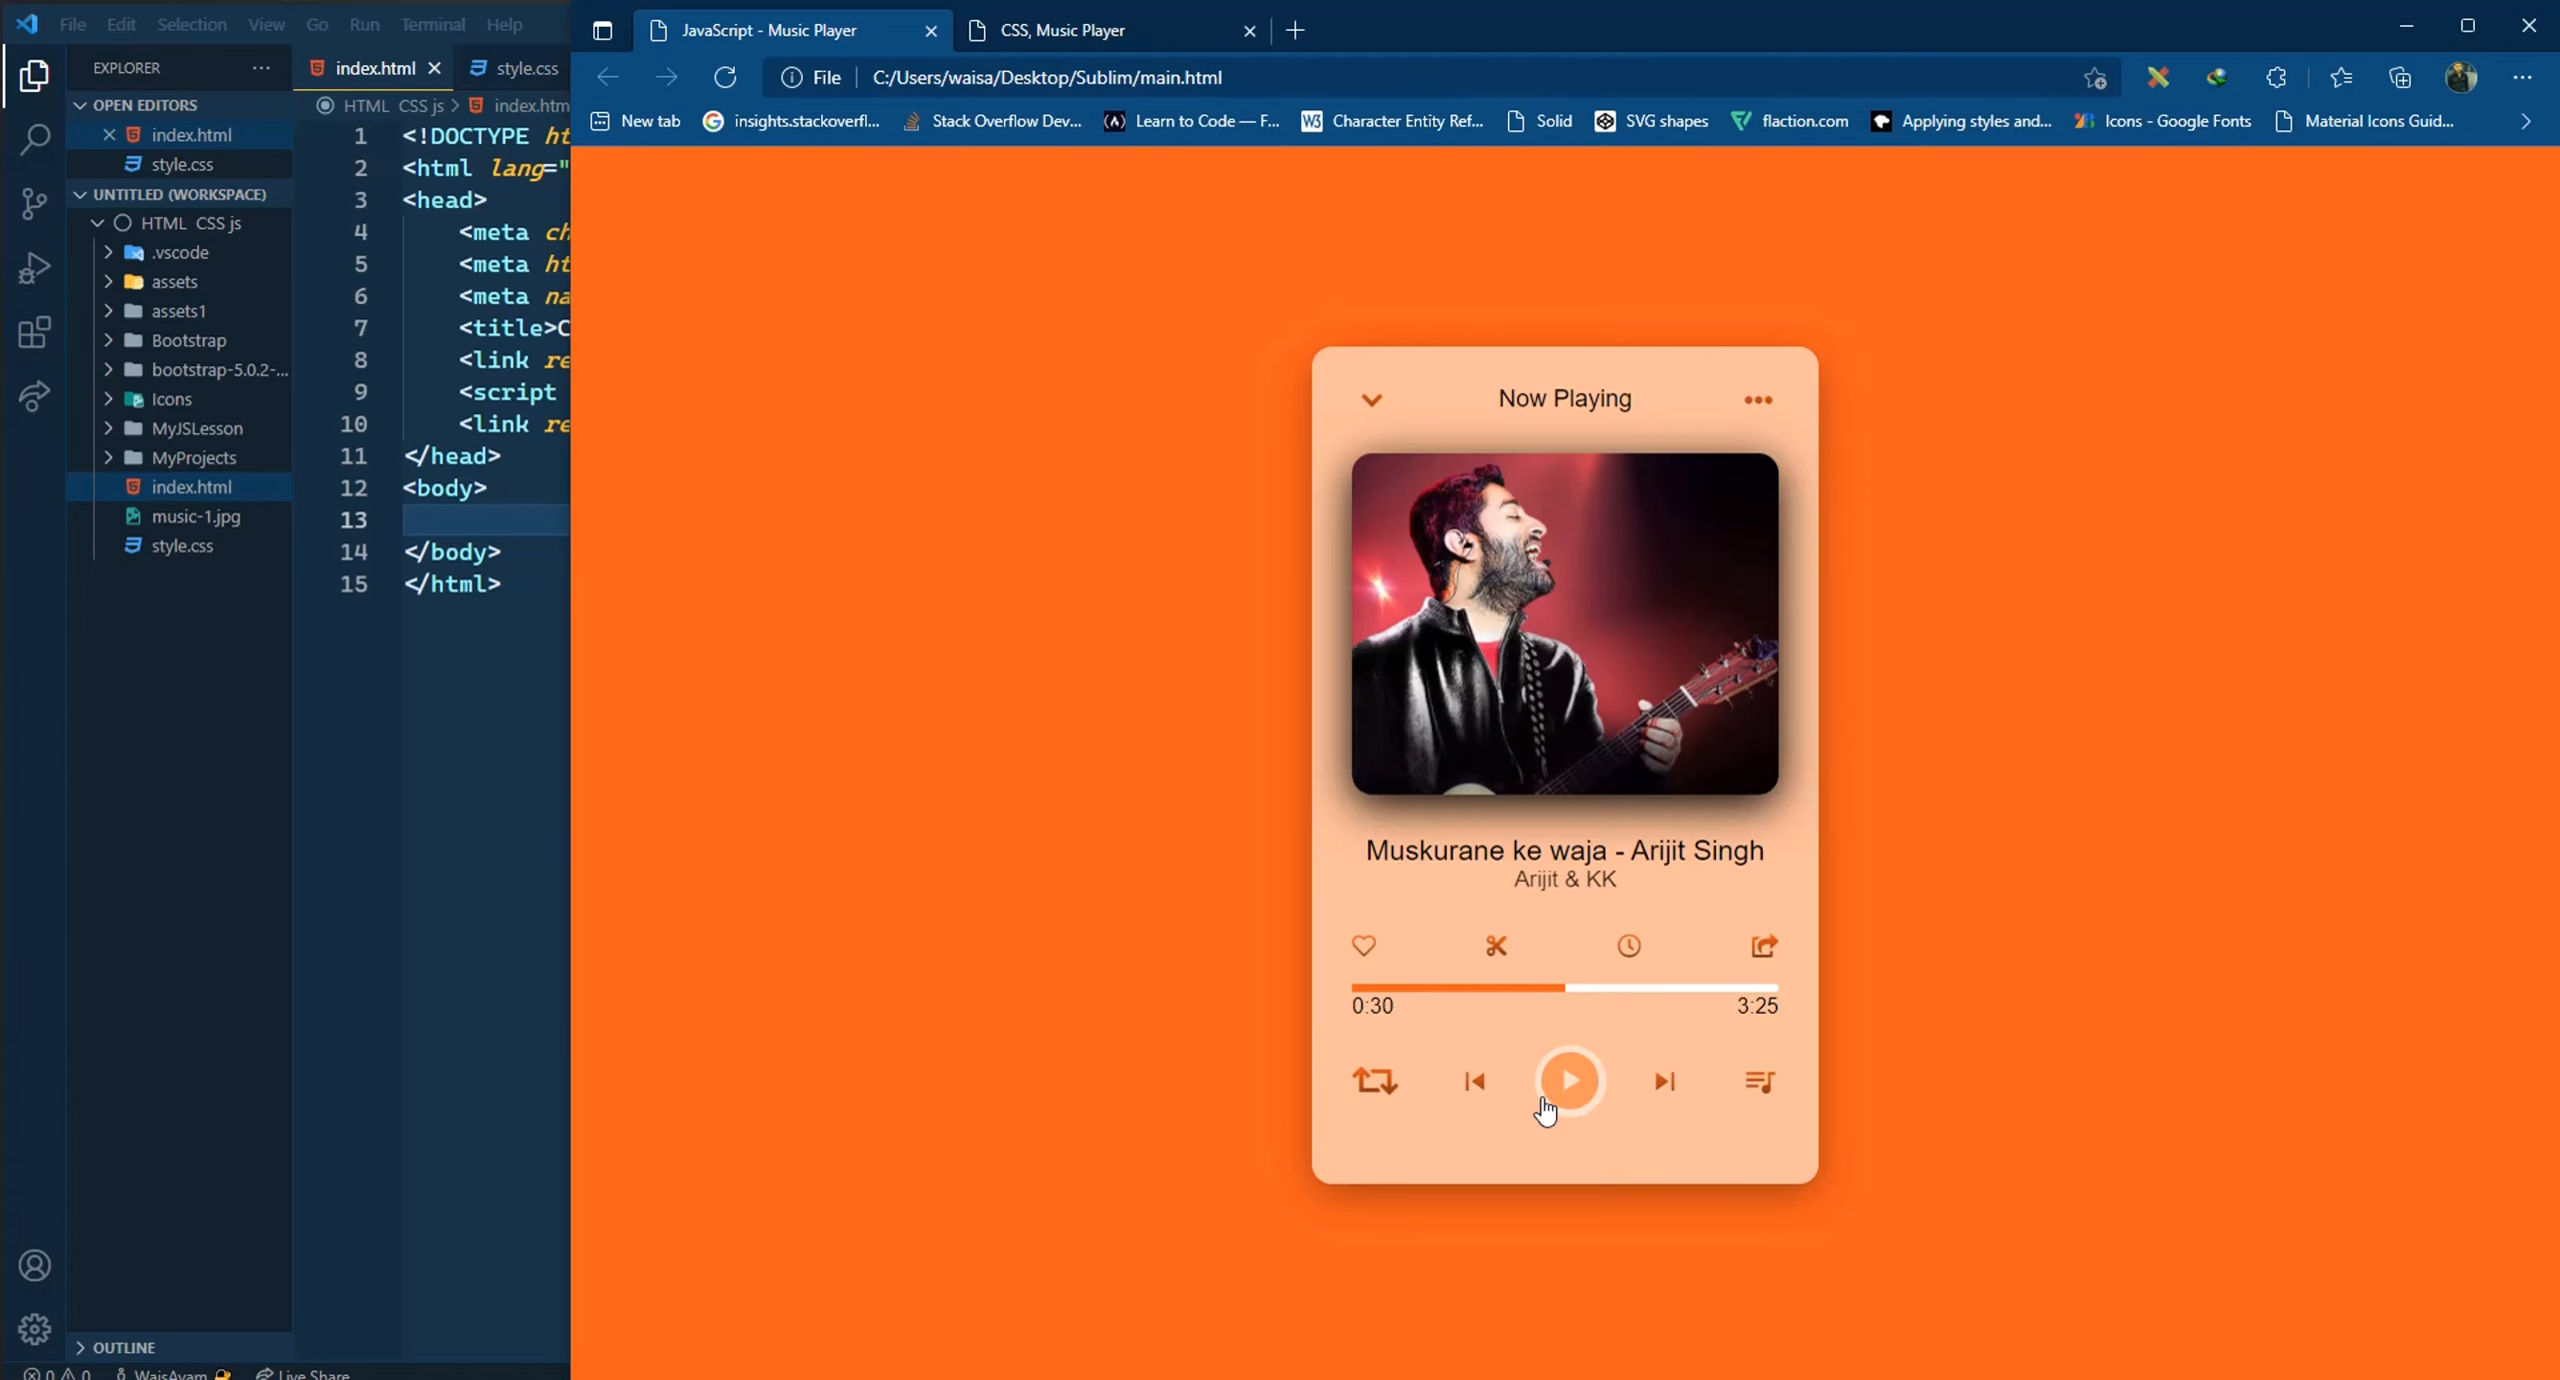 File Edit Selection View Go Run Terminal Help
EXPLORER
OPEN EDITORS
index.html
style.css
UNTITLED (WORKSPACE)
HTML CSS js
.vscode
assets
assets1
Bootstrap
bootstrap-5.0.2-...
Icons
MyJSLesson
MyProjects
index.html
music-1.jpg
style.css
OUTLINE
0 0 WaisAyam Live Share
index.html style.css
HTML CSS js > index.htm
1 <!DOCTYPE ht
2 <html lang="
3 <head>
4 <meta ch
5 <meta ht
6 <meta na
7 <title>C
8 <link re
9 <script
10 <link re
11 </head>
12 <body>
13
14 </body>
15 </html>
JavaScript - Music Player CSS, Music Player
File C:/Users/waisa/Desktop/Sublim/main.html
New tab insights.stackoverfl... Stack Overflow Dev... Learn to Code — F... W3 Character Entity Ref... Solid SVG shapes flaction.com Applying styles and... Icons - Google Fonts Material Icons Guid...
Now Playing
Muskurane ke waja - Arijit Singh
Arijit & KK
0:30 3:25